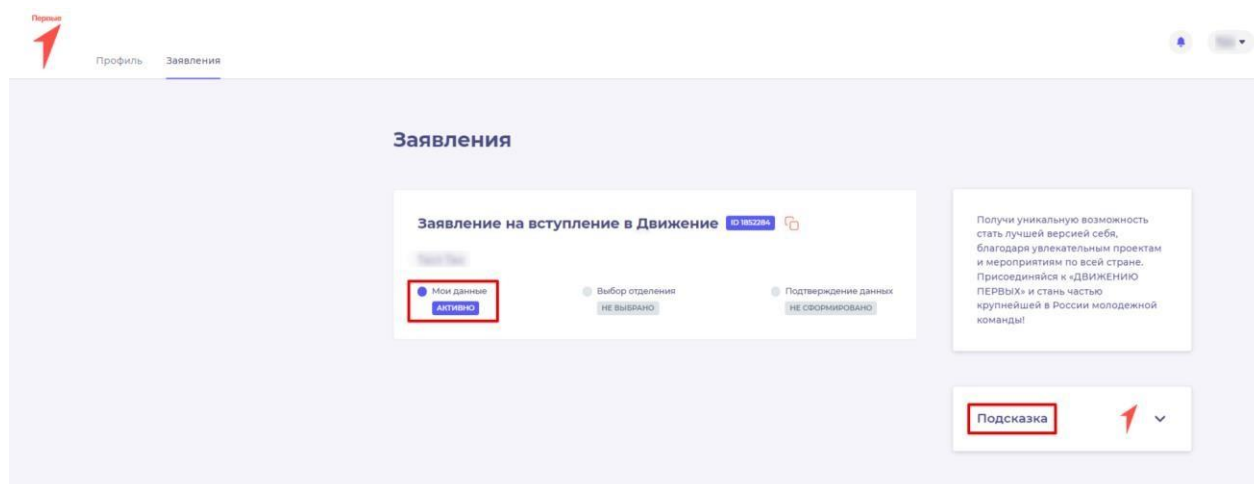 Первые
Профиль Заявления
Заявления
Заявление на вступление в Движение ID 1852284
Мои данные
АКТИВНО
Выбор отделения
НЕ ВЫБРАНО
Подтверждение данных
НЕ СФОРМИРОВАНО
Получи уникальную возможность
стать лучшей версией себя,
благодаря увлекательным проектам
и мероприятиям по всей стране.
Присоединяйся к «ДВИЖЕНИЮ
ПЕРВЫХ» и стань частью
крупнейшей в России молодежной
команды!
Подсказка